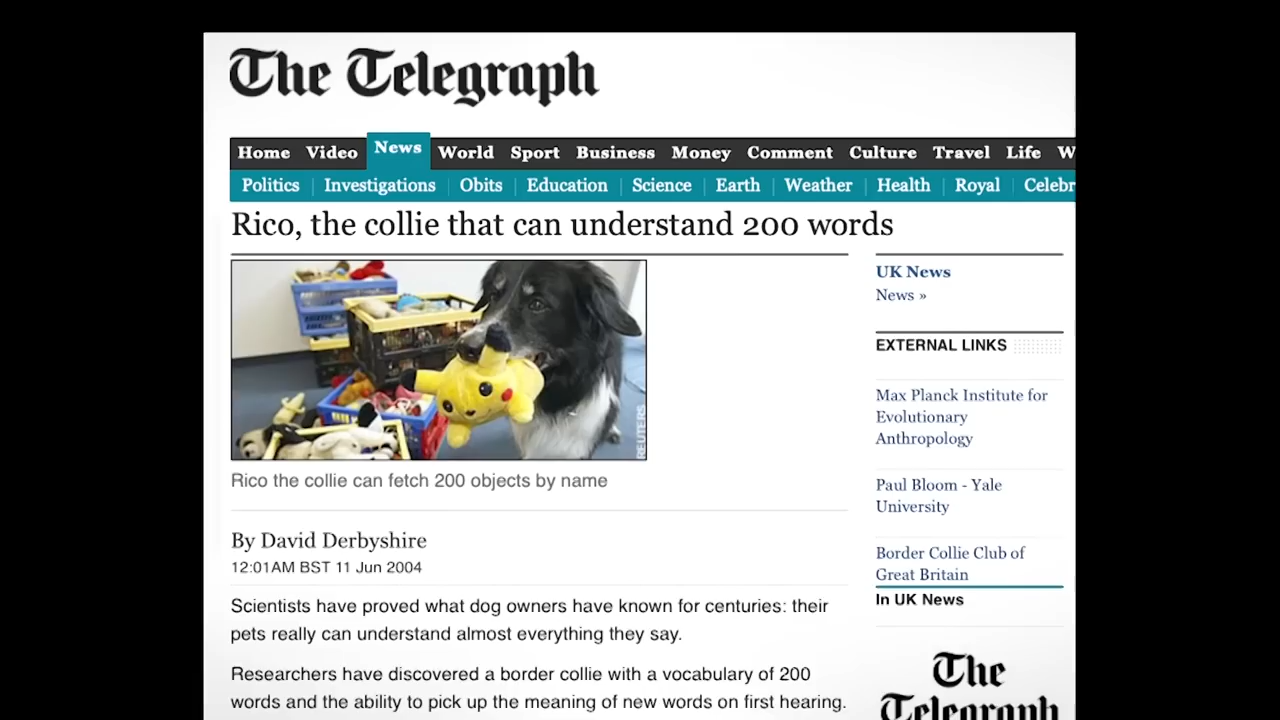 The Telegraph
Home Video News World Sport Business Money Comment Culture Travel Life W
Politics Investigations Obits Education Science Earth Weather Health Royal Celebr
Rico, the collie that can understand 200 words
REUTERS
Rico the collie can fetch 200 objects by name
By David Derbyshire
12:01AM BST 11 Jun 2004
Scientists have proved what dog owners have known for centuries: their
pets really can understand almost everything they say.
Researchers have discovered a border collie with a vocabulary of 200
words and the ability to pick up the meaning of new words on first hearing.
UK News
News »
EXTERNAL LINKS
Max Planck Institute for
Evolutionary
Anthropology
Paul Bloom - Yale
University
Border Collie Club of
Great Britain
In UK News
The
Telegraph